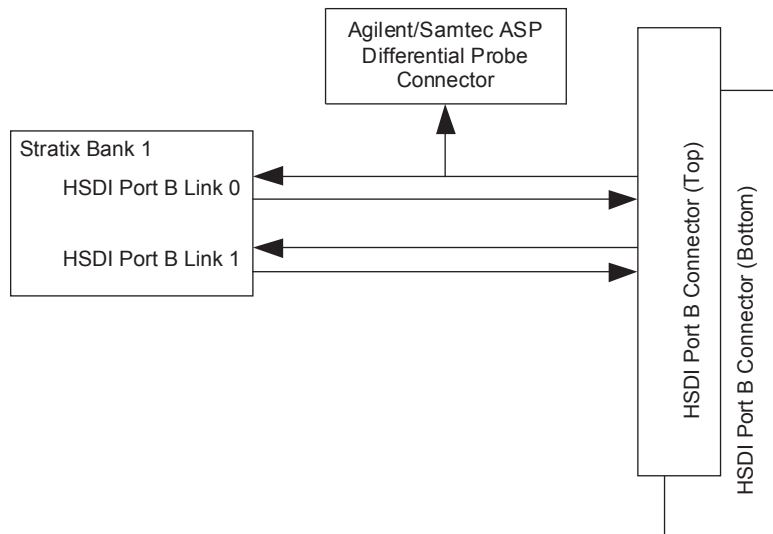 Agilent/Samtec ASP
Differential Probe
Connector
Stratix Bank 1
HSDI Port B Link 0
HSDI Port B Link 1
HSDI Port B Connector (Top)
HSDI Port B Connector (Bottom)